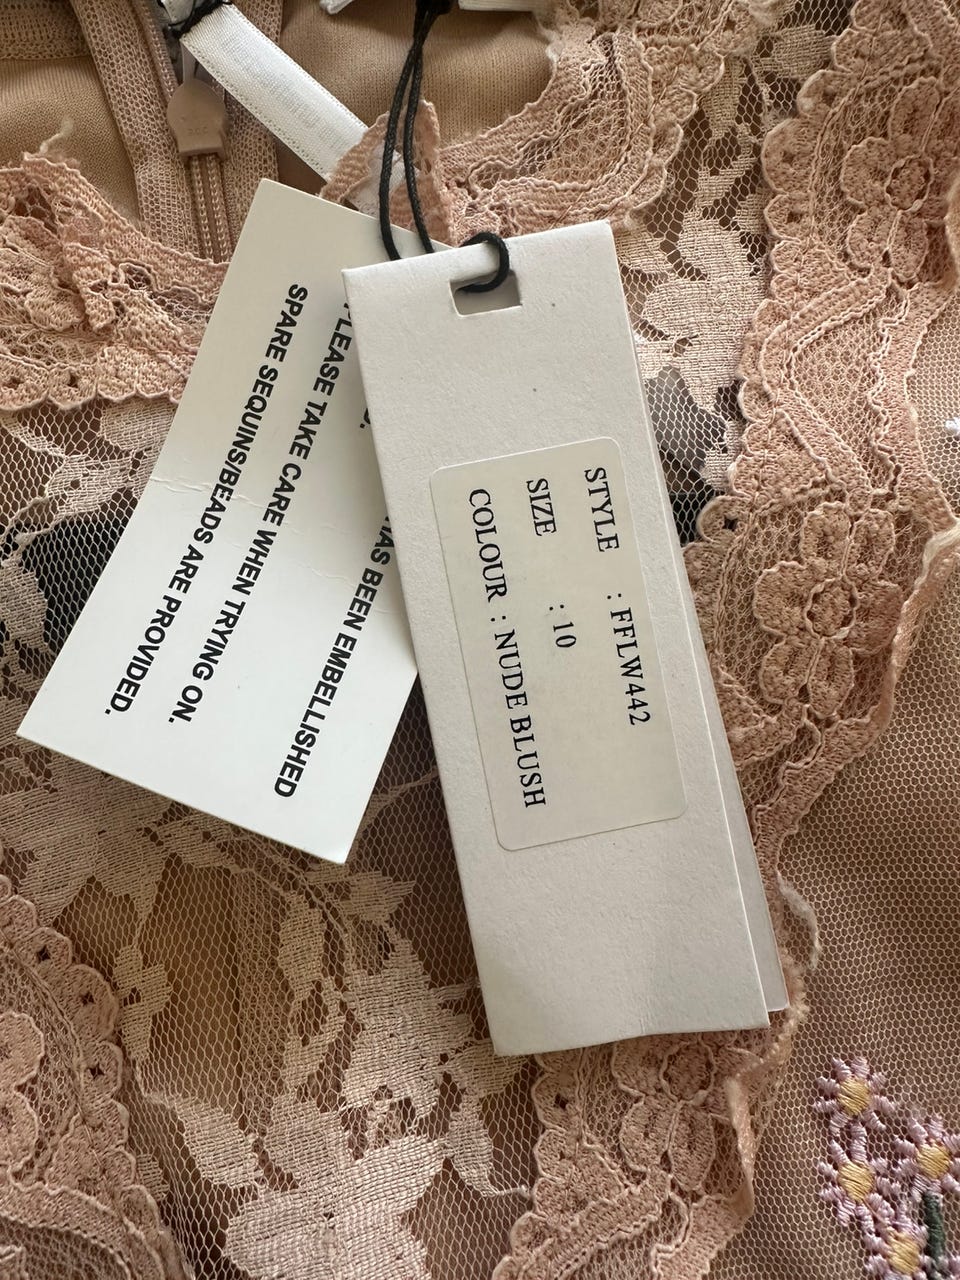 STYLE : FFLW442
SIZE : 10
COLOUR : NUDE BLUSH
HAS BEEN EMBELLISHED
PLEASE TAKE CARE WHEN TRYING ON.
SPARE SEQUINS/BEADS ARE PROVIDED.